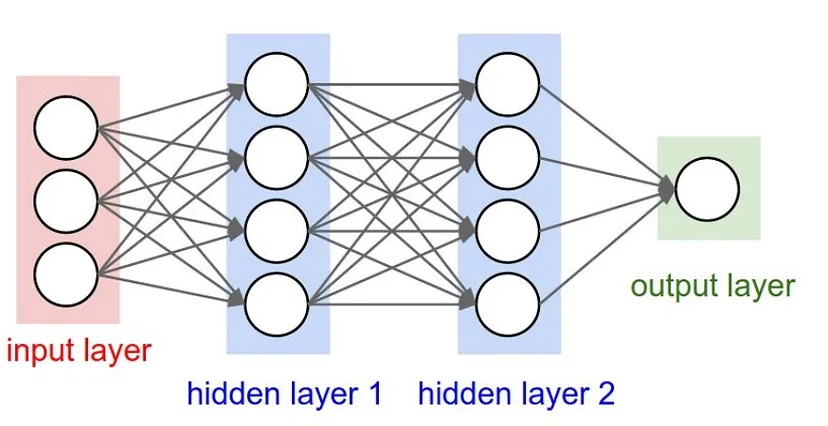 input layer
hidden layer 1
hidden layer 2
output layer